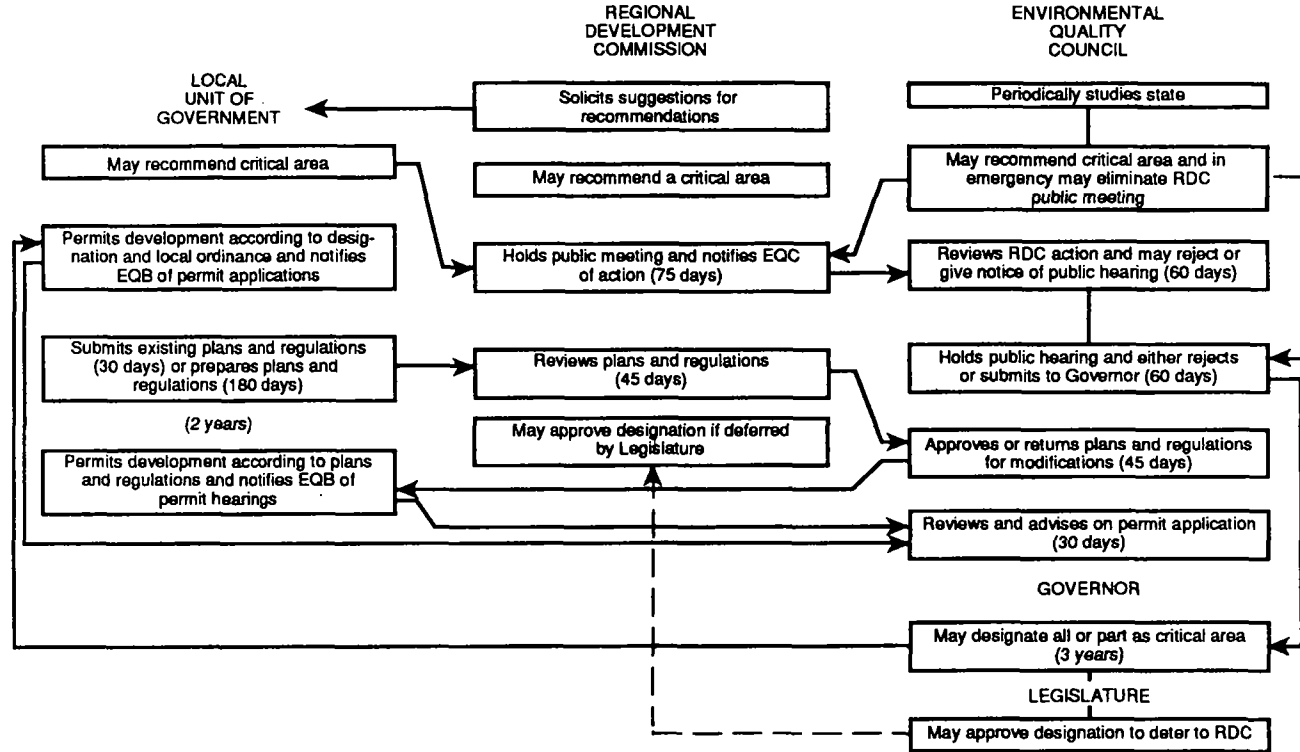 REGIONAL
DEVELOPMENT
COMMISSION
ENVIRONMENTAL
QUALITY
COUNCIL
LOCAL
UNIT OF
GOVERNMENT
Solicits suggestions for
recommendations
Periodically studies state
May recommend critical area
May recommend a critical area
May recommend critical area and in
emergency may eliminate RDC
public meeting
Permits development according to desig-
nation and local ordinance and notifies
EQB of permit applications
Holds public meeting and notifies EQC
of action (75 days)
Reviews RDC action and may reject or
give notice of public hearing (60 days)
Submits existing plans and regulations
(30 days) or prepares plans and
regulations (180 days)
Reviews plans and regulations
(45 days)
Holds public hearing and either rejects
or submits to Governor (60 days)
(2 years)
May approve designation if deferred
by Legislature
Approves or returns plans and regulations
for modifications (45 days)
Permits development according to plans
and regulations and notifies EQB of
permit hearings
Reviews and advises on permit application
(30 days)
GOVERNOR
May designate all or part as critical area
(3 years)
LEGISLATURE
May approve designation to deter to RDC